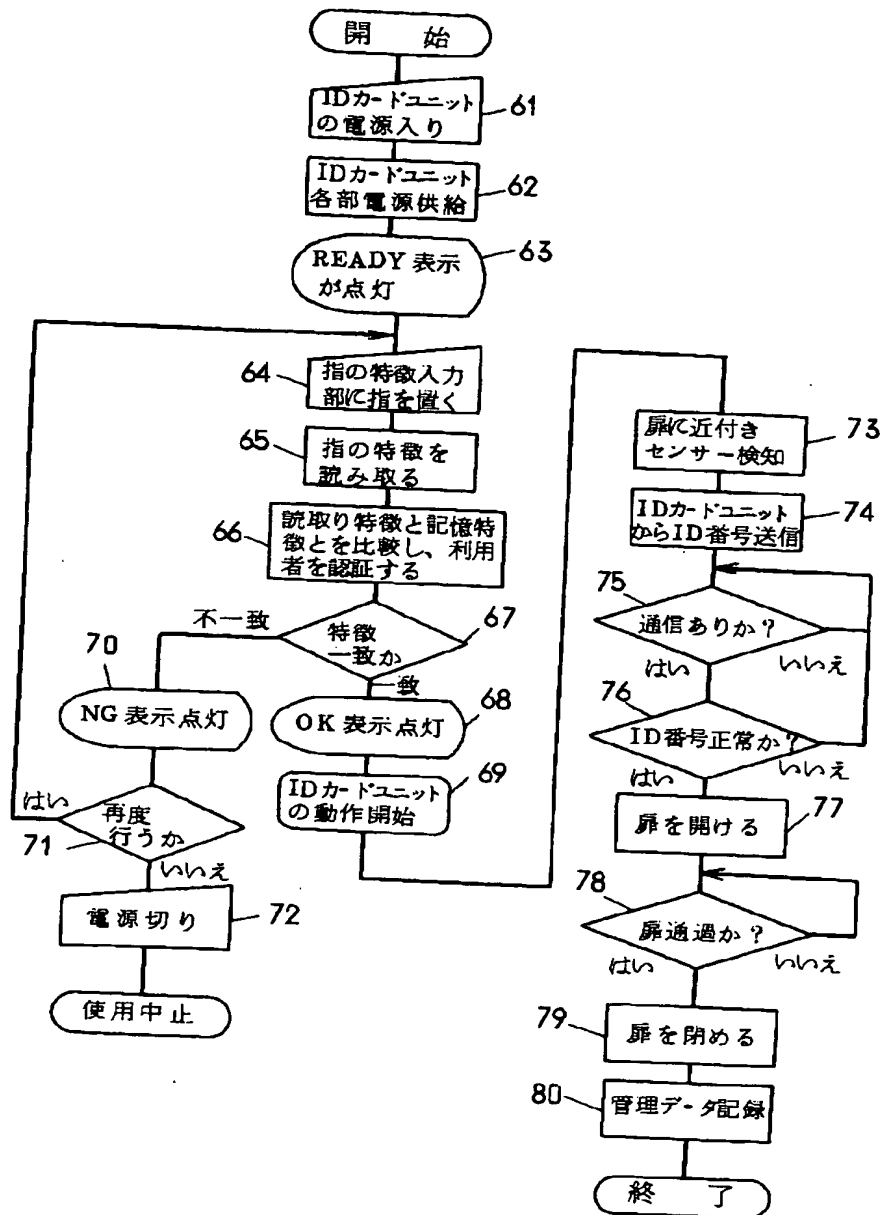 開 始
IDカードユニット
の電源入り
61
IDカードユニット
各部電源供給
62
READY 表示
が点灯
63
64
指の特徴入力
部に指を置く
65
指の特徴を
読み取る
66
読取り特徴と記憶特
徴とを比較し、利用
者を認証する
不一致
特徴
一致か
67
一致
70
NG 表示点灯
OK 表示点灯
68
IDカードユニット
の動作開始
69
はい
再度
行うか
71
いいえ
電源切り
72
使用中止
扉に近付き
センサー検知
73
IDカードユニット
からID番号送信
74
75
通信ありか?
はい
いいえ
76
ID番号正常か?
はい
いいえ
扉を開ける
77
78
扉通過か?
はい
いいえ
79
扉を閉める
80
管理データ記録
終 了